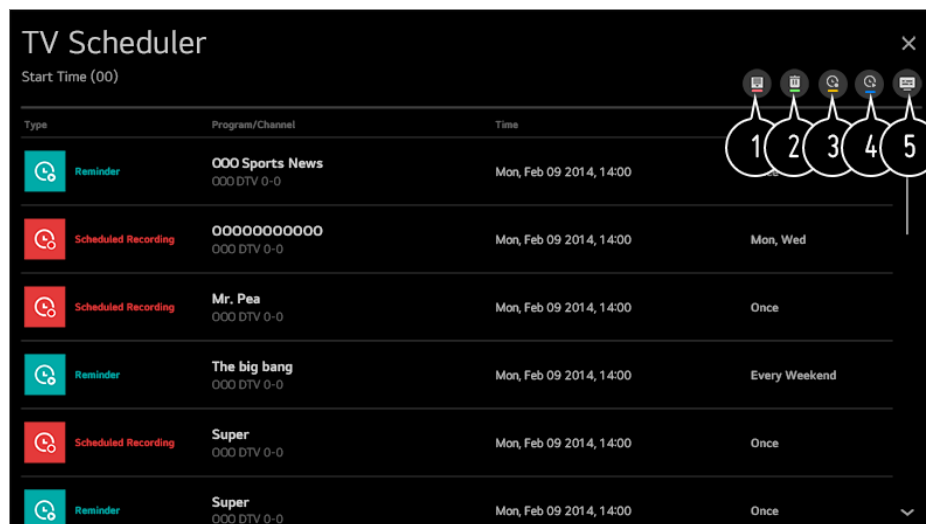 TV Scheduler
Start Time (00)
1 2 3 4 5
Type Program/Channel Time
Reminder OOO Sports News Mon, Feb 09 2014, 14:00
OOO DTV 0-0
Scheduled Recording OOOOOOOOOOO Mon, Feb 09 2014, 14:00 Mon, Wed
OOO DTV 0-0
Scheduled Recording Mr. Pea Mon, Feb 09 2014, 14:00 Once
OOO DTV 0-0
Reminder The big bang Mon, Feb 09 2014, 14:00 Every Weekend
OOO DTV 0-0
Scheduled Recording Super Mon, Feb 09 2014, 14:00 Once
OOO DTV 0-0
Reminder Super Mon, Feb 09 2014, 14:00 Once
OOO DTV 0-0